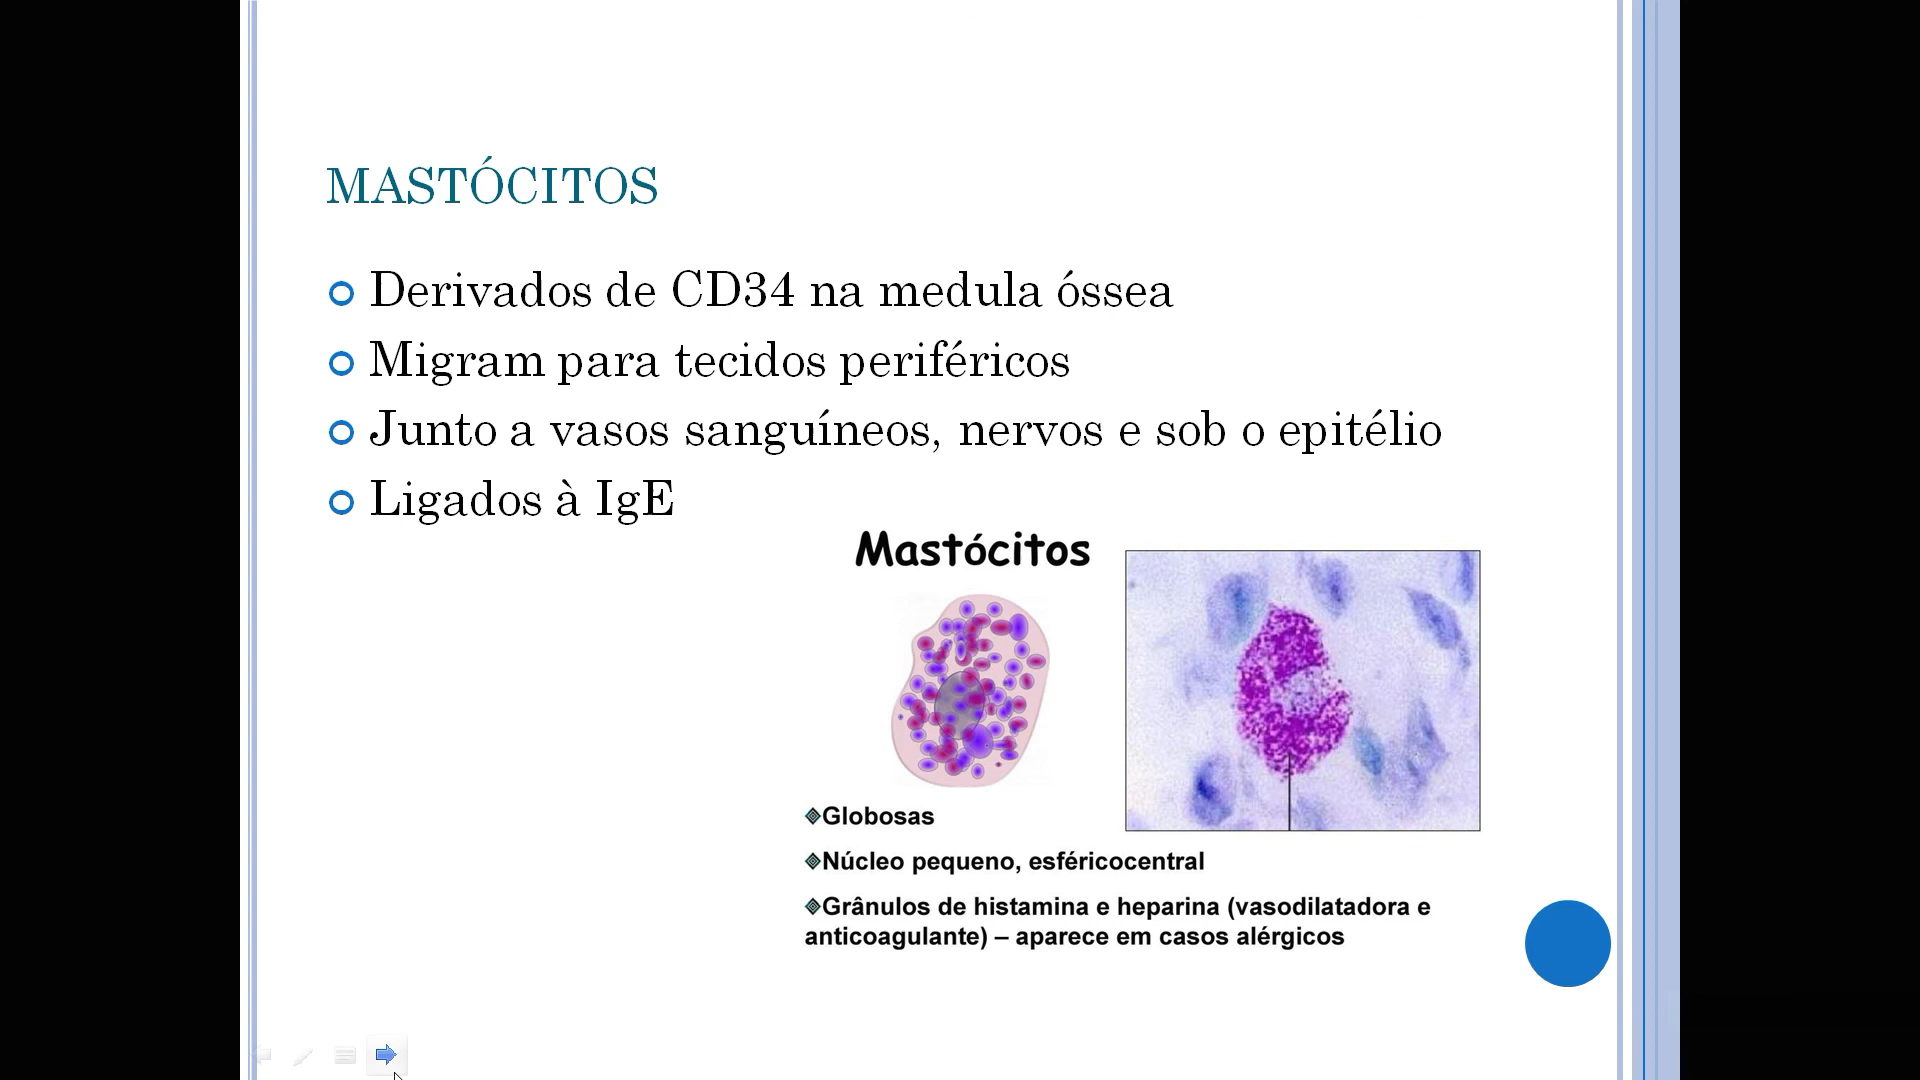 MASTÓCITOS
Derivados de CD34 na medula óssea
Migram para tecidos periféricos
Junto a vasos sanguíneos, nervos e sob o epitélio
Ligados à IgE
Mastócitos
Globosas
Núcleo pequeno, esféricocentral
Grânulos de histamina e heparina (vasodilatadora e
anticoagulante) – aparece em casos alérgicos